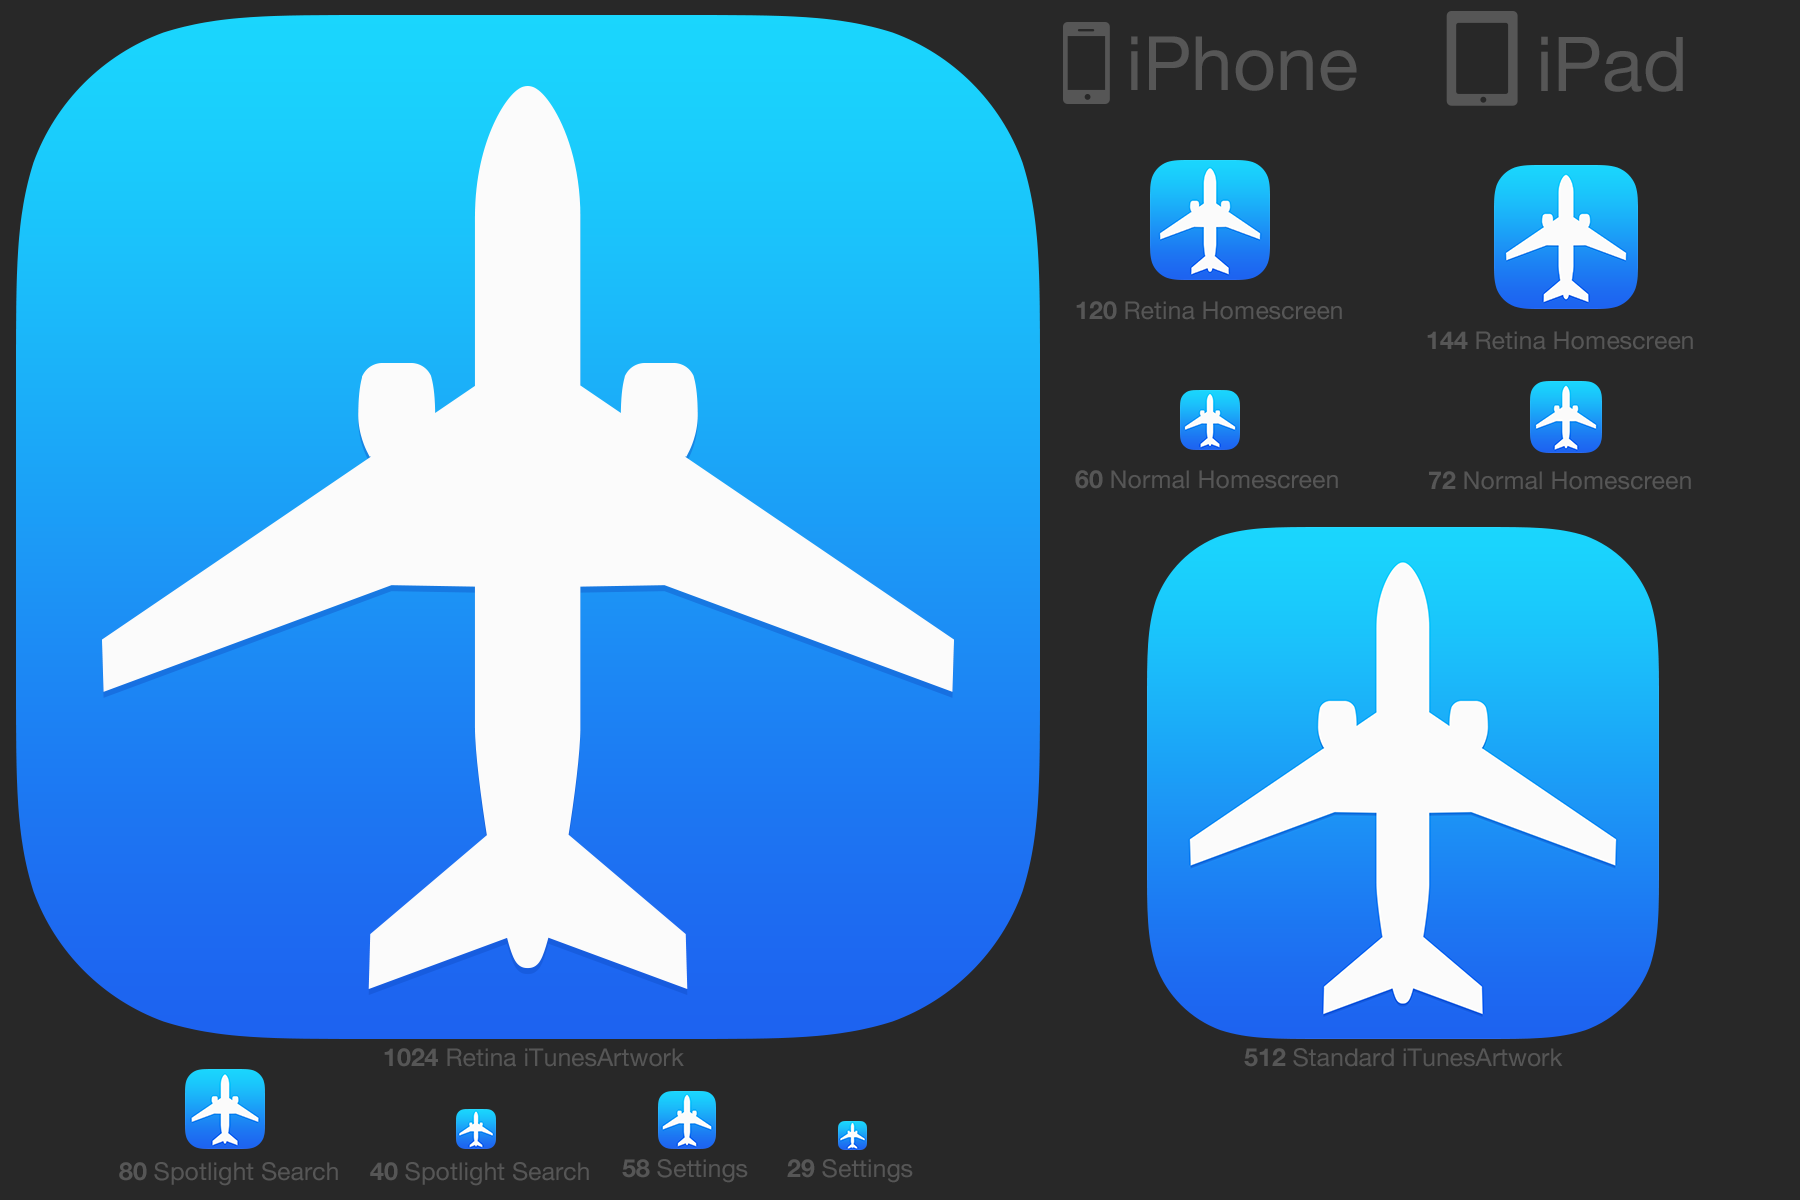 iPhone
iPad
120 Retina Homescreen
144 Retina Homescreen
60 Normal Homescreen
72 Normal Homescreen
1024 Retina iTunesArtwork
512 Standard iTunesArtwork
80 Spotlight Search
40 Spotlight Search
58 Settings
29 Settings